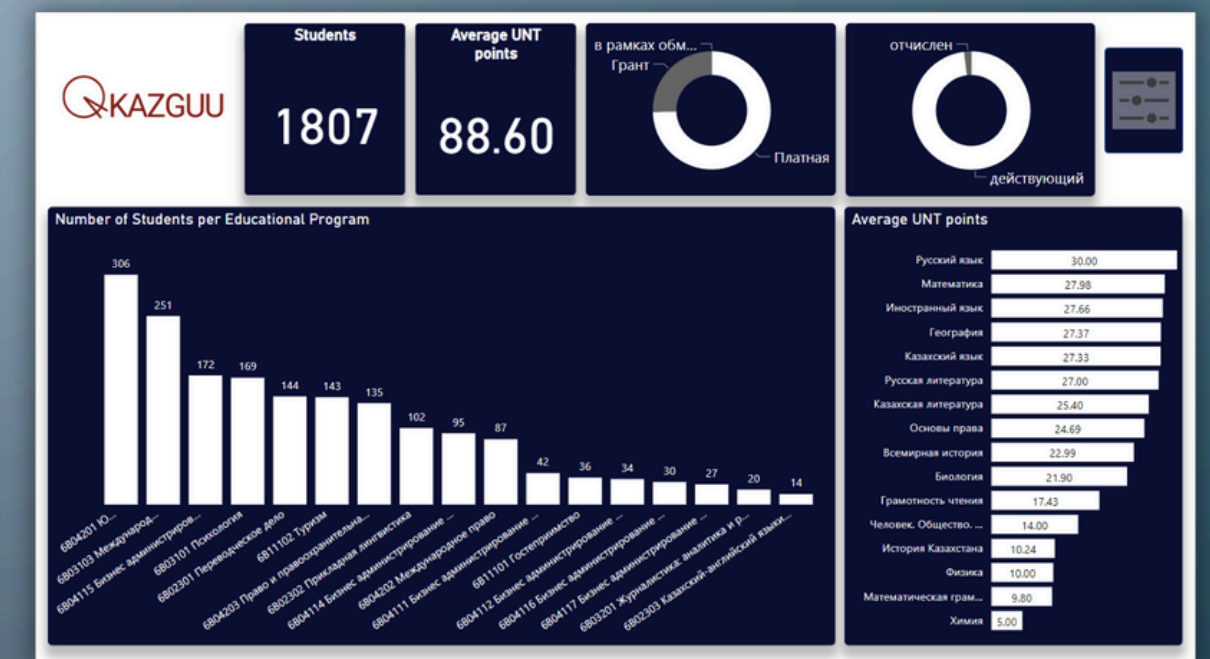 KAZGUU
Students
1807
Average UNT
points
88.60
в рамках обм...
Грант
Платная
отчислен
действующий
Number of Students per Educational Program
306
251
172
169
144
143
135
102
95
87
42
36
34
30
27
20
14
6B04201 Ю...
6B03103 Международ...
6B04115 Бизнес администриров...
6B03101 Психология
6B02301 Переводческое дело
6B11102 Туризм
6B04203 Право и правоохранительна...
6B02302 Прикладная лингвистика
6B04114 Бизнес администрирование ...
6B04202 Международное право
6B04111 Бизнес администрирование ...
6B11101 Гостеприимство
6B04112 Бизнес администрирование ...
6B04116 Бизнес администрирование ...
6B04117 Бизнес администрирование ...
6B03201 Журналистика: аналитика и р...
6B02303 Казахский-английский языки...
Average UNT points
Русский язык 30.00
Математика 27.98
Иностранный язык 27.66
География 27.37
Казахский язык 27.33
Русская литература 27.00
Казахская литература 25.40
Основы права 24.69
Всемирная история 22.99
Биология 21.90
Грамотность чтения 17.43
Человек. Общество. ... 14.00
История Казахстана 10.24
Физика 10.00
Математическая грам... 9.80
Химия 5.00